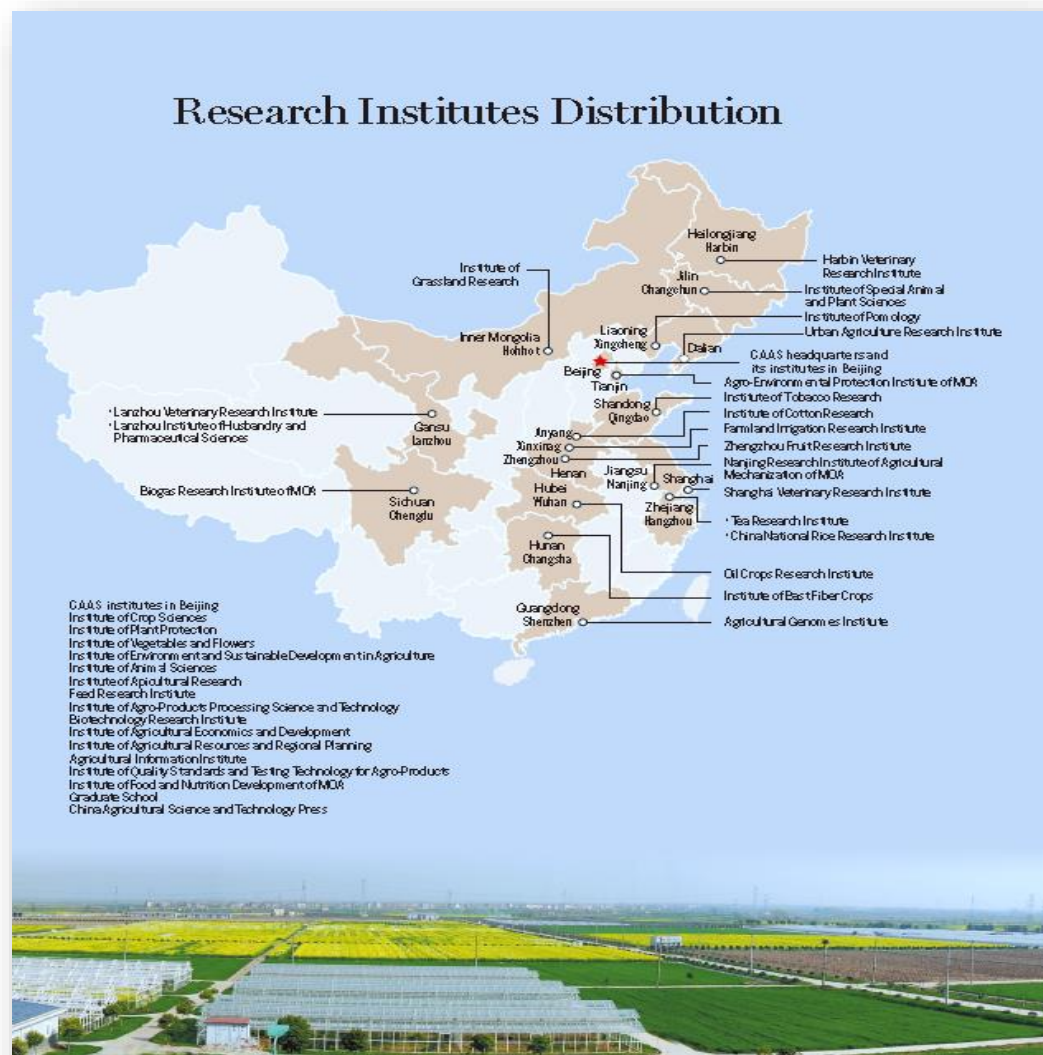 Research Institutes Distribution
Heilongjiang
Harbin
Harbin Veterinary
Research Institute
Institute of
Grassland Research
Jilin
Changchun
Institute of Special Animal
and Plant Sciences
Institute of Pomology
Liaoning
Xingcheng
Urban Agriculture Research Institute
Inner Mongolia
Hohhot
Dalian
CAAS headquarters and
its institutes in Beijing
Beijing
Tianjin
Agro-Environmental Protection Institute of MOA
Institute of Tobacco Research
Shandong
Qingdao
· Lanzhou Veterinary Research Institute
· Lanzhou Institute of Husbandry and
Pharmaceutical Sciences
Gansu
Lanzhou
Institute of Cotton Research
Anyang
Farmland Irrigation Research Institute
Xinxinag
Zhengzhou Fruit Research Institute
Zhengzhou
Henan
Jiangsu
Nanjing
Nanjing Research Institute of Agricultural
Mechanization of MOA
Shanghai
Shanghai Veterinary Research Institute
Biogas Research Institute of MOA
Sichuan
Chengdu
Hubei
Wuhan
Zhejiang
Hangzhou
· Tea Research Institute
· China National Rice Research Institute
Hunan
Changsha
Oil Crops Research Institute
Institute of Bast Fiber Crops
Guangdong
Shenzhen
Agricultural Genomes Institute
CAAS institutes in Beijing
Institute of Crop Sciences
Institute of Plant Protection
Institute of Vegetables and Flowers
Institute of Environment and Sustainable Development in Agriculture
Institute of Animal Sciences
Institute of Apicultural Research
Feed Research Institute
Institute of Agro-Products Processing Science and Technology
Biotechnology Research Institute
Institute of Agricultural Economics and Development
Institute of Agricultural Resources and Regional Planning
Agricultural Information Institute
Institute of Quality Standards and Testing Technology for Agro-Products
Institute of Food and Nutrition Development of MOA
Graduate School
China Agricultural Science and Technology Press